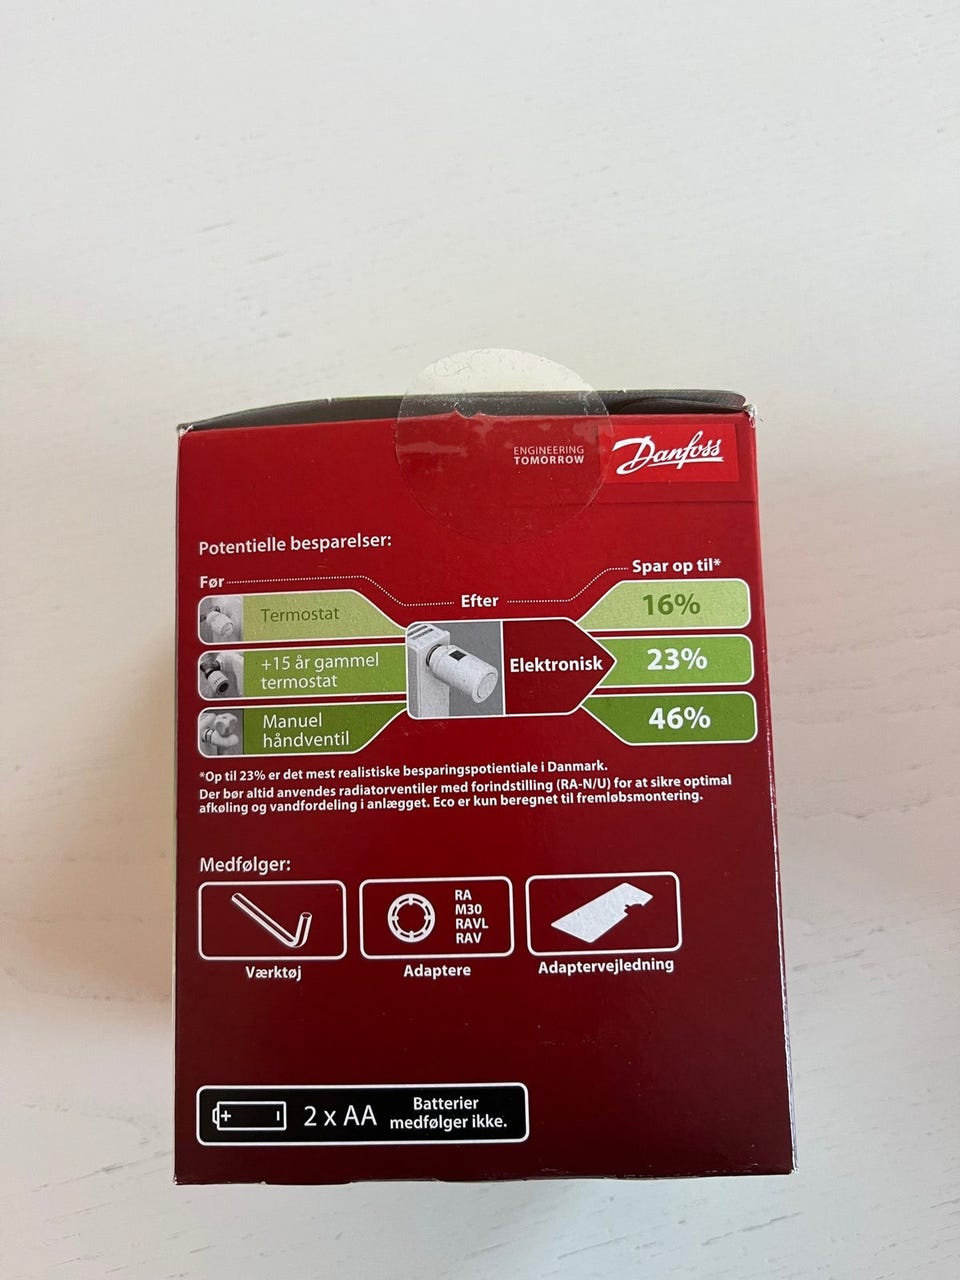 ENGINEERING
TOMORROW
Danfoss
Potentielle besparelser:
Før
Efter
Spar op til*
Termostat
16%
+15 år gammel
termostat
Elektronisk
23%
Manuel
håndventil
46%
*Op til 23% er det mest realistiske besparingspotentiale i Danmark.
Der bør altid anvendes radiatorventiler med forindstilling (RA-N/U) for at sikre optimal
afkøling og vandfordeling i anlægget. Eco er kun beregnet til fremløbsmontering.
Medfølger:
RA
M30
RAVL
RAV
Værktøj
Adaptere
Adaptervejledning
2 x AA
Batterier
medfølger ikke.